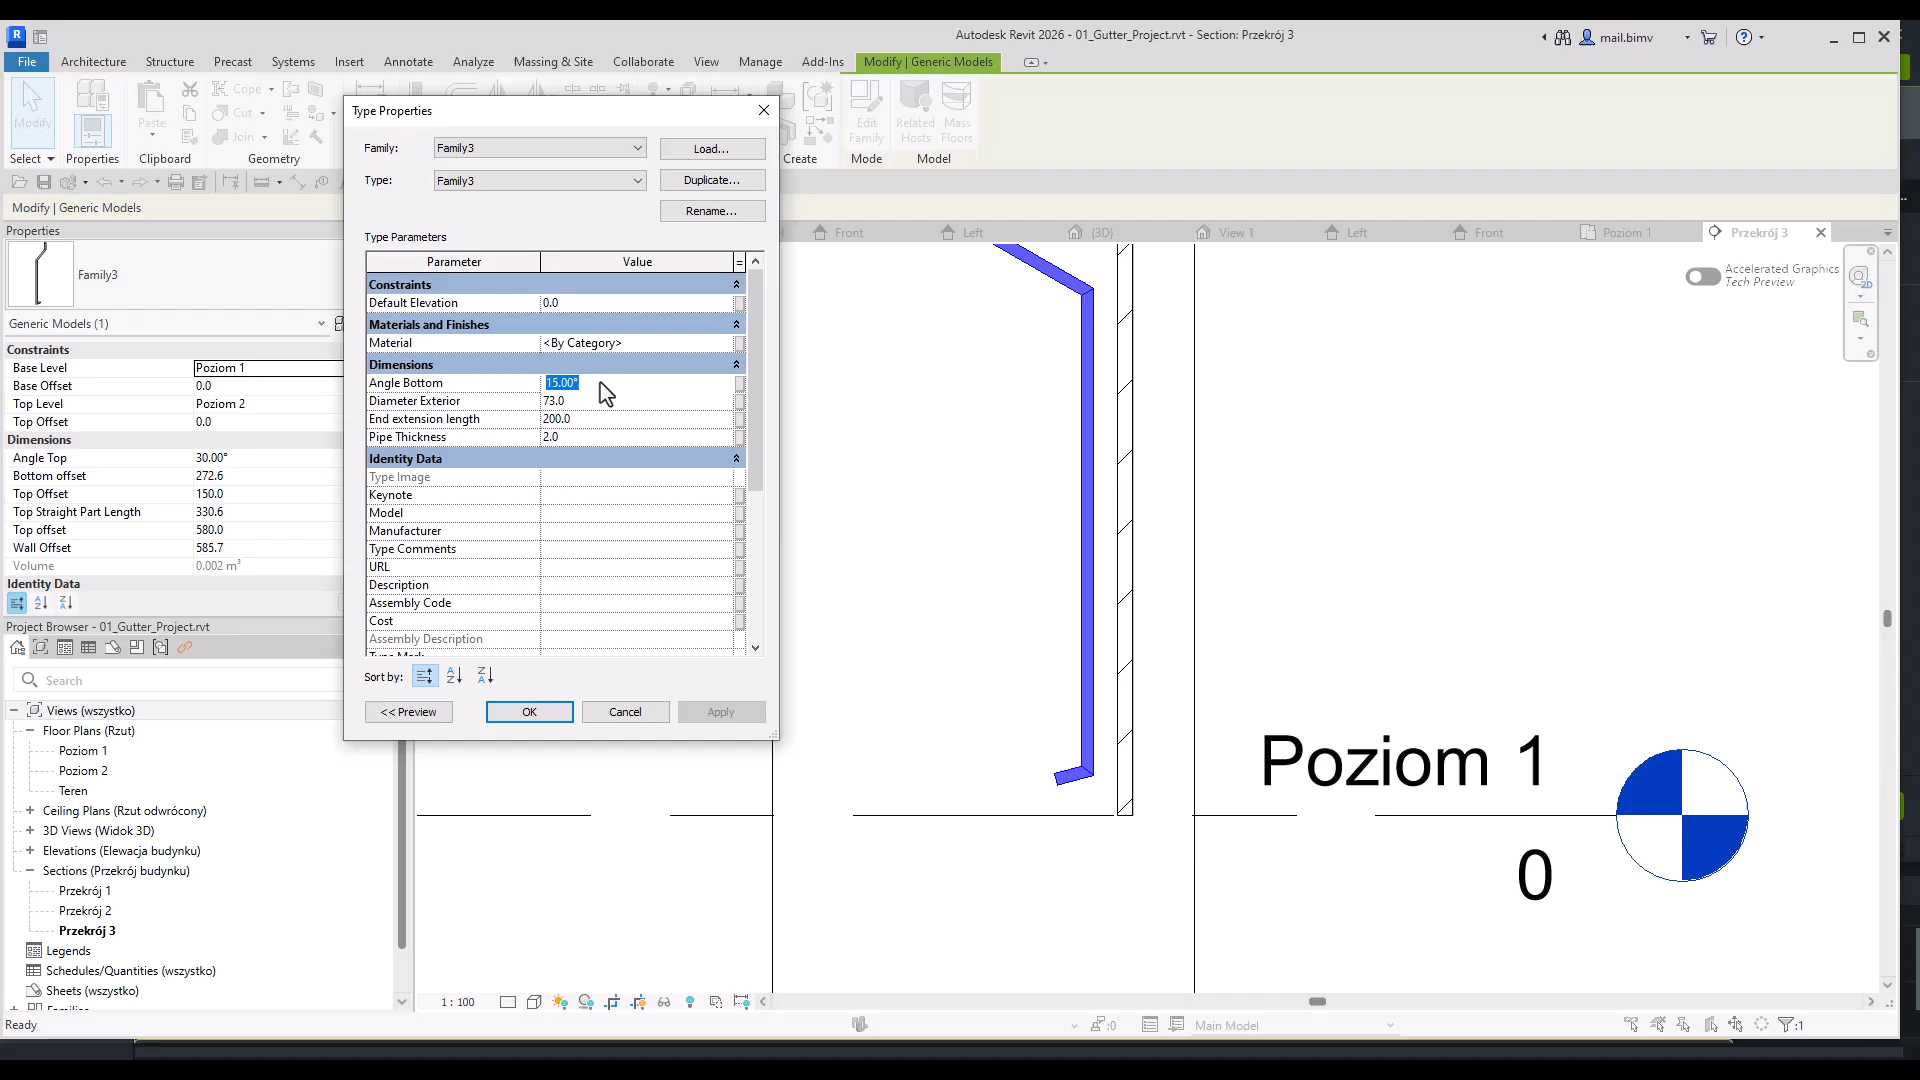 R
Autodesk Revit 2026 - 01_Gutter_Project.rvt - Section: Przekrój 3
mail.bimv
File Architecture Structure Precast Systems Insert Annotate Analyze Massing & Site Collaborate View Manage Add-Ins Modify | Generic Models
Modify Paste Cope Cut Join Edit Family Related Hosts Mass Floors
Select Properties Clipboard Geometry Create Mode Model
Modify | Generic Models
Properties
Family3
Generic Models (1)
Constraints
Base Level Poziom 1
Base Offset 0.0
Top Level Poziom 2
Top Offset 0.0
Dimensions
Angle Top 30.00°
Bottom offset 272.6
Top Offset 150.0
Top Straight Part Length 330.6
Top offset 580.0
Wall Offset 585.7
Volume 0.002 m³
Identity Data
Project Browser - 01_Gutter_Project.rvt
Search
Views (wszystko)
Floor Plans (Rzut)
Poziom 1
Poziom 2
Teren
Ceiling Plans (Rzut odwrócony)
3D Views (Widok 3D)
Elevations (Elewacja budynku)
Sections (Przekrój budynku)
Przekrój 1
Przekrój 2
Przekrój 3
Legends
Schedules/Quantities (wszystko)
Sheets (wszystko)
Ready
Type Properties
Family: Family3 Load...
Type: Family3 Duplicate...
Rename...
Type Parameters
Parameter Value =
Constraints
Default Elevation 0.0
Materials and Finishes
Material <By Category>
Dimensions
Angle Bottom 15.00°
Diameter Exterior 73.0
End extension length 200.0
Pipe Thickness 2.0
Identity Data
Type Image
Keynote
Model
Manufacturer
Type Comments
URL
Description
Assembly Code
Cost
Assembly Description
Sort by:
<< Preview OK Cancel Apply
Front Left {3D} View 1 Left Front Poziom 1 Przekrój 3
Accelerated Graphics
Tech Preview
2D
Poziom 1
0
1 : 100
:0 Main Model :1